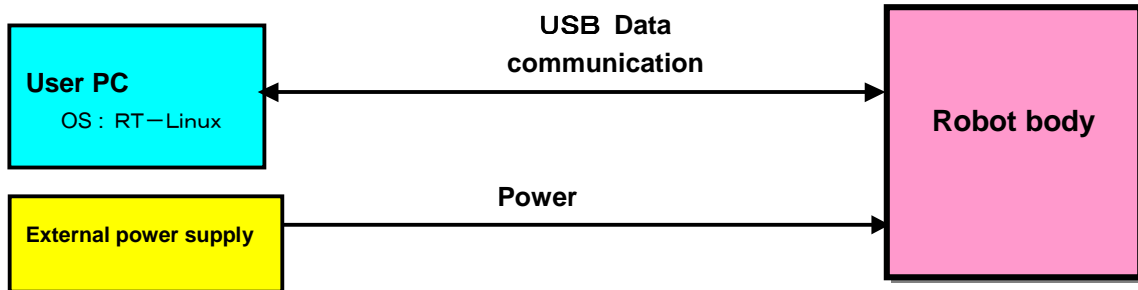 USB Data
communication
User PC
OS: RT-Linux
Robot body
Power
External power supply